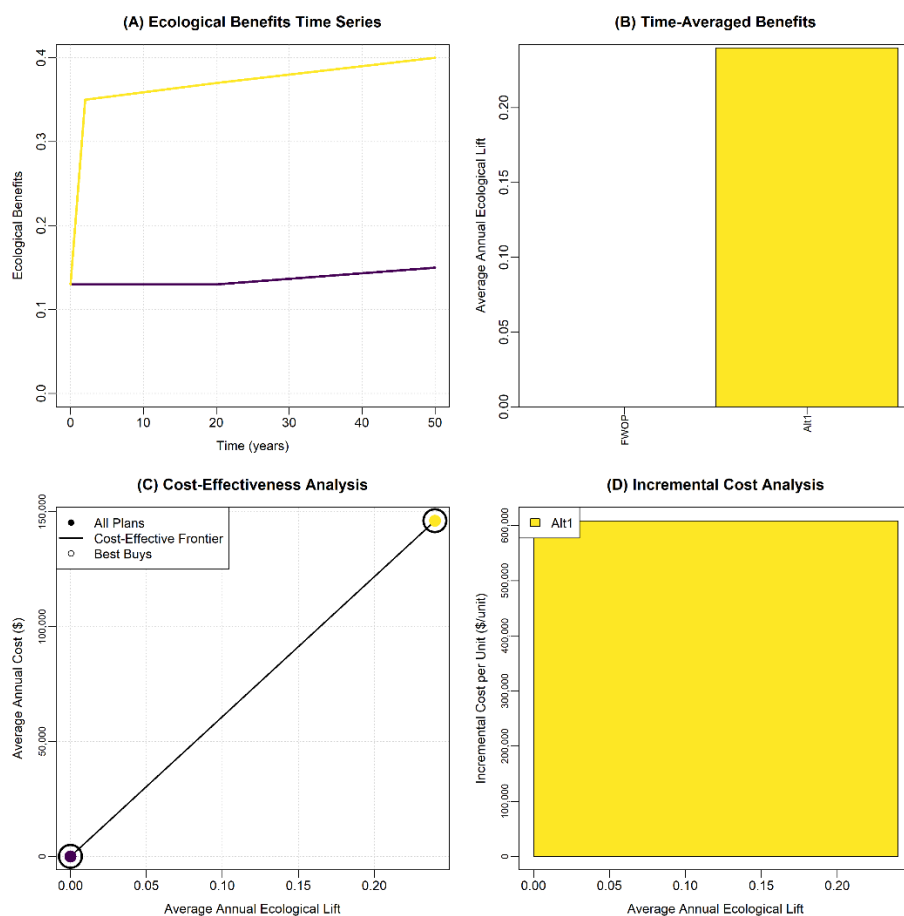 (A) Ecological Benefits Time Series
Ecological Benefits
0.4
0.3
0.2
0.1
0.0
0 10 20 30 40 50
Time (years)
(B) Time-Averaged Benefits
Average Annual Ecological Lift
0.20
0.15
0.10
0.05
0.00
FWOP Alt1
(C) Cost-Effectiveness Analysis
All Plans
Cost-Effective Frontier
Best Buys
Average Annual Cost ($)
150,000
100,000
50,000
0
0.00 0.05 0.10 0.15 0.20
Average Annual Ecological Lift
(D) Incremental Cost Analysis
Alt1
Incremental Cost per Unit ($/unit)
600,000
500,000
400,000
300,000
200,000
100,000
0
0.00 0.05 0.10 0.15 0.20
Average Annual Ecological Lift